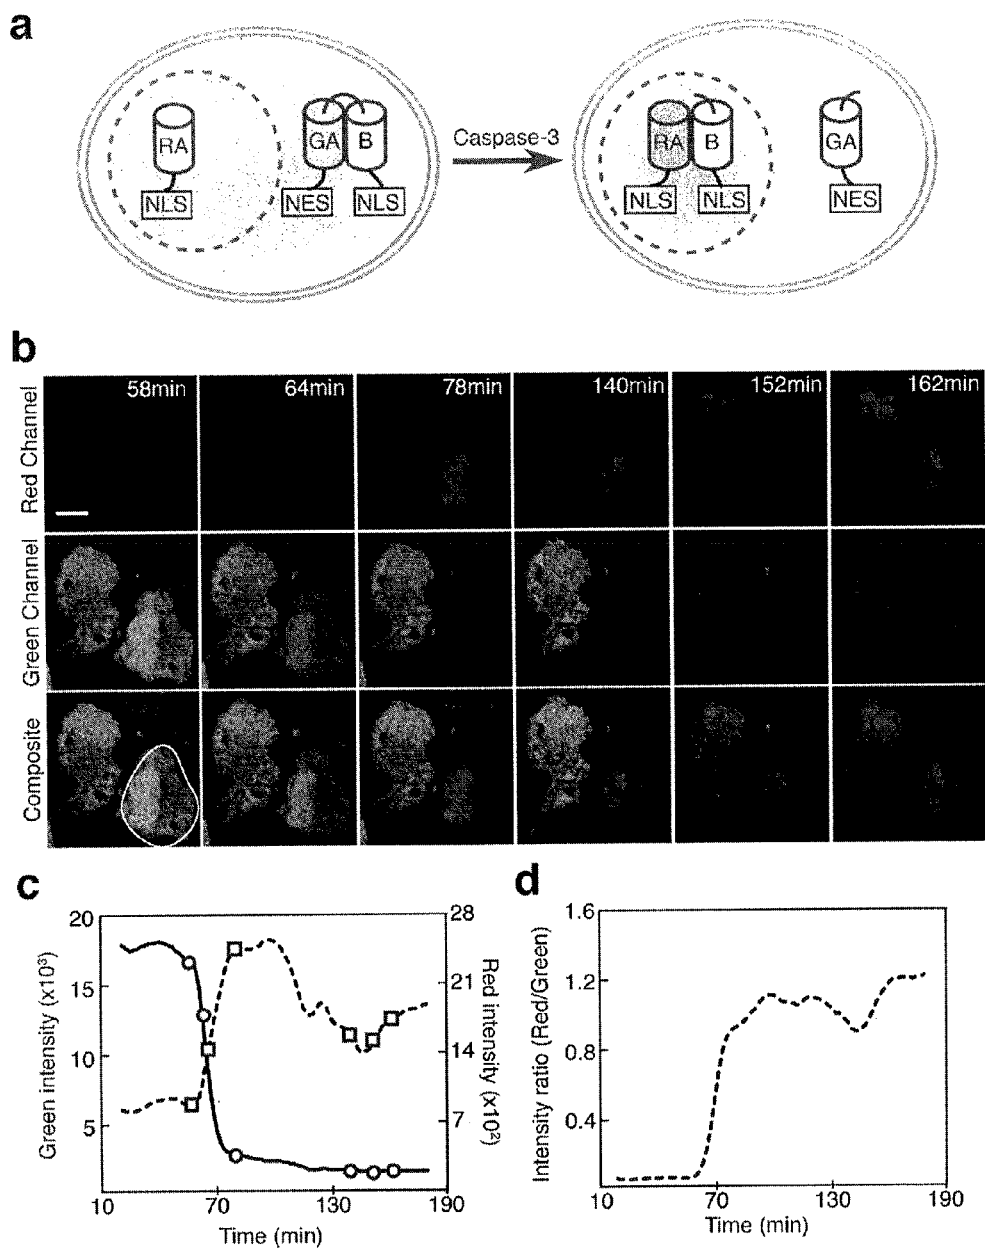 a
RA
NLS
GA
B
NES
NLS
Caspase-3
RA
B
NLS
NLS
GA
NES
b
58min
64min
78min
140min
152min
162min
Red Channel
Green Channel
Composite
c
20
15
10
5
Green intensity (x10³)
28
21
14
7
Red intensity (x10²)
10
70
130
190
Time (min)
d
1.6
1.2
0.8
0.4
Intensity ratio (Red/Green)
10
70
130
190
Time (min)